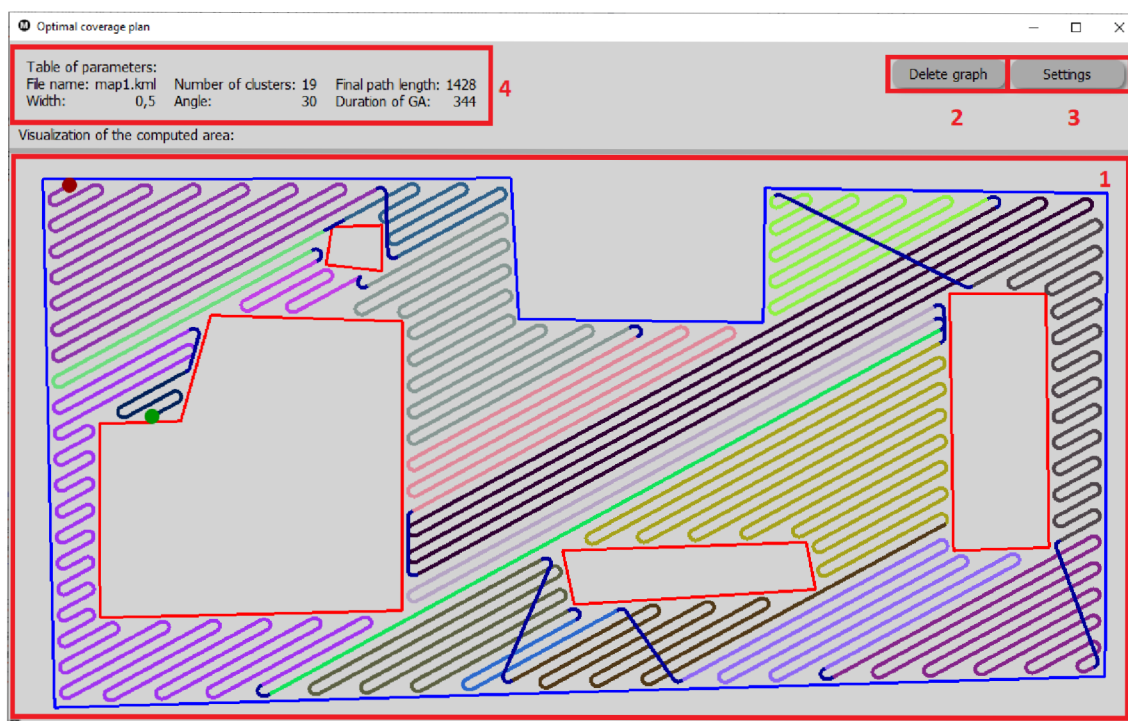 Optimal coverage plan
Table of parameters:
File name: map1.kml Number of clusters: 19 Final path length: 1428
Width: 0,5 Angle: 30 Duration of GA: 344
4
Delete graph
Settings
2
3
Visualization of the computed area:
1